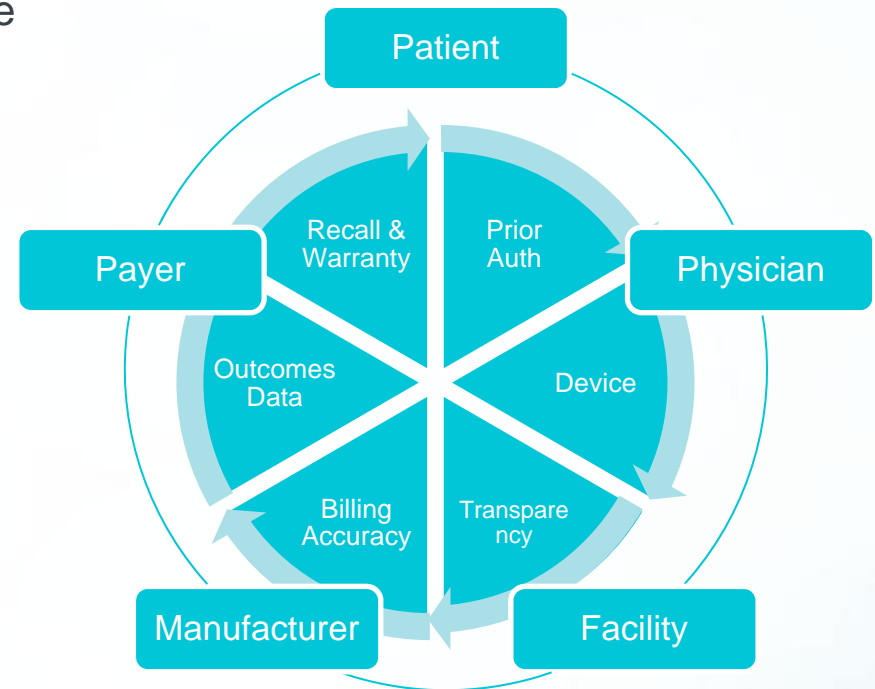 e
Patient
Recall &
Warranty
Prior
Auth
Payer
Physician
Outcomes
Data
Device
Billing
Accuracy
Transpare
ncy
Manufacturer
Facility